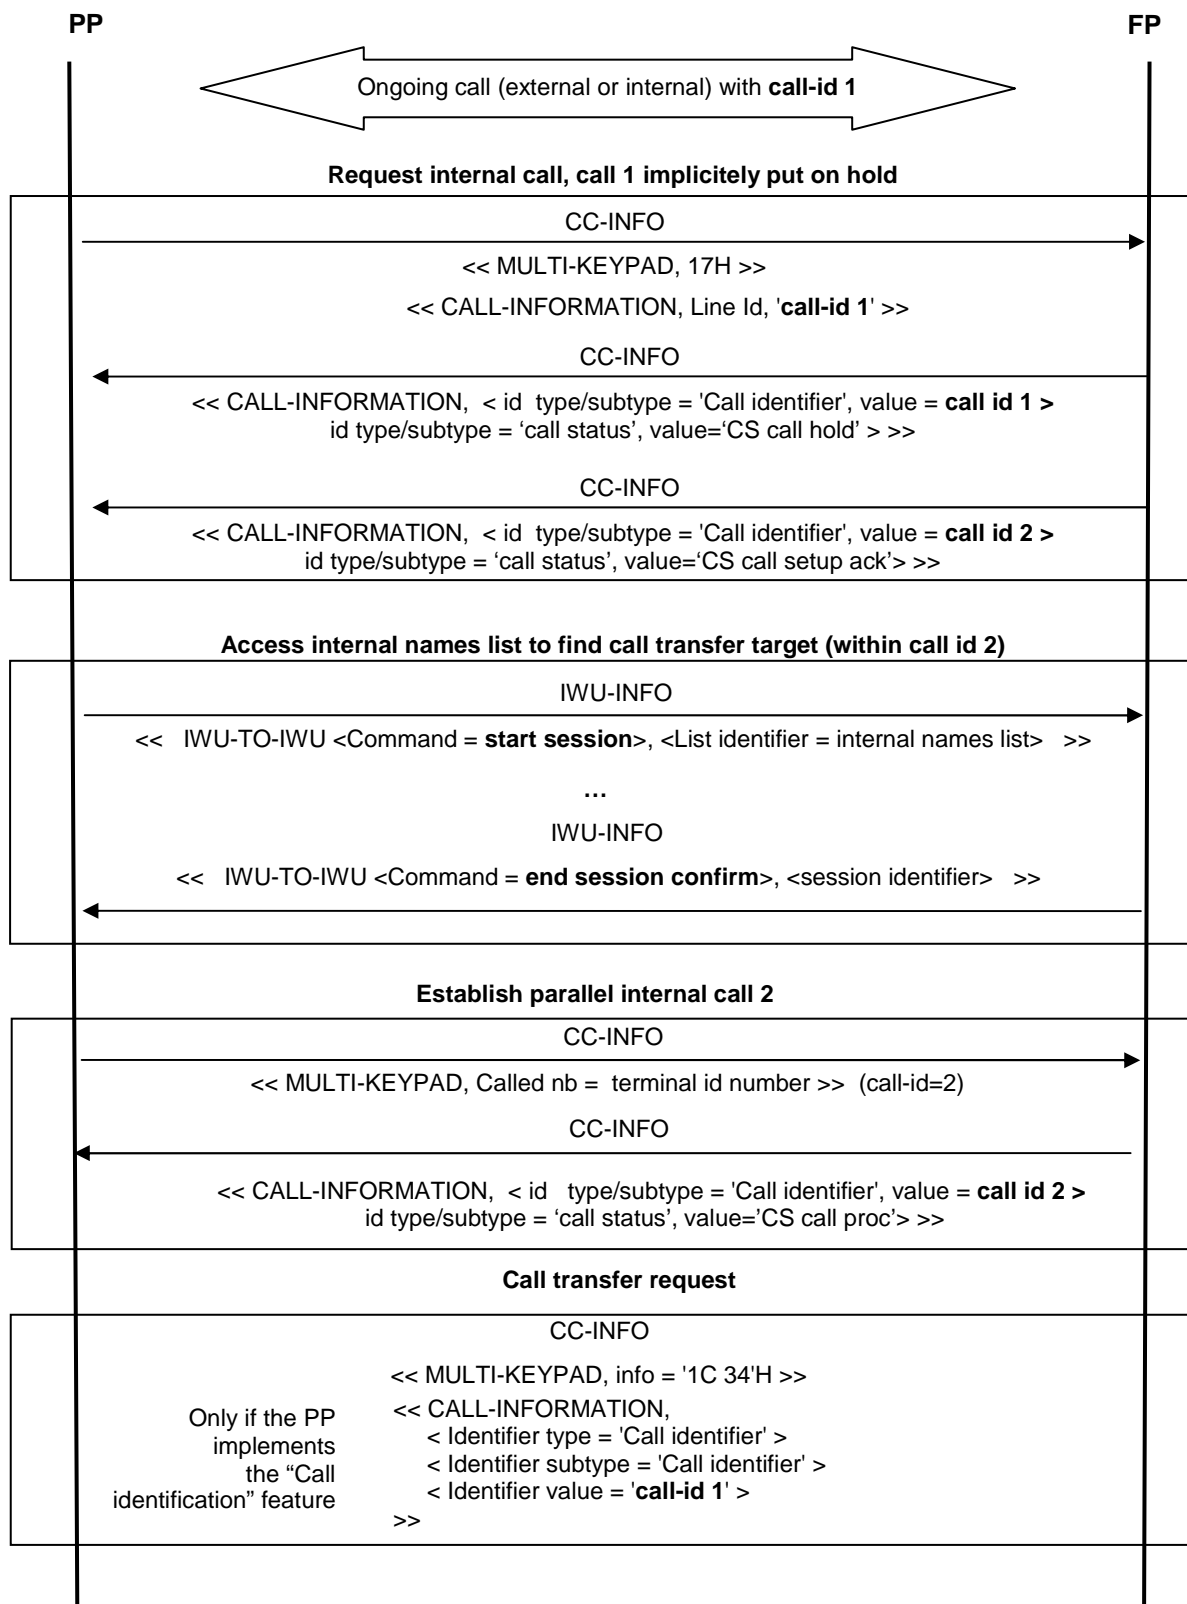 PP
FP
Ongoing call (external or internal) with call-id 1
Request internal call, call 1 implicitely put on hold
CC-INFO
<< MULTI-KEYPAD, 17H >>
<< CALL-INFORMATION, Line Id, 'call-id 1' >>
CC-INFO
<< CALL-INFORMATION, < id type/subtype = 'Call identifier', value = call id 1 >
id type/subtype = ‘call status’, value=‘CS call hold’ > >>
CC-INFO
<< CALL-INFORMATION, < id type/subtype = 'Call identifier', value = call id 2 >
id type/subtype = ‘call status’, value=‘CS call setup ack’> >>
Access internal names list to find call transfer target (within call id 2)
IWU-INFO
<< IWU-TO-IWU <Command = start session>, <List identifier = internal names list> >>
...
IWU-INFO
<< IWU-TO-IWU <Command = end session confirm>, <session identifier> >>
Establish parallel internal call 2
CC-INFO
<< MULTI-KEYPAD, Called nb = terminal id number >> (call-id=2)
CC-INFO
<< CALL-INFORMATION, < id type/subtype = 'Call identifier', value = call id 2 >
id type/subtype = ‘call status’, value=’CS call proc’> >>
Call transfer request
CC-INFO
<< MULTI-KEYPAD, info = '1C 34'H >>
Only if the PP
implements
the “Call
identification” feature
<< CALL-INFORMATION,
< Identifier type = 'Call identifier' >
< Identifier subtype = 'Call identifier' >
< Identifier value = 'call-id 1' >
>>